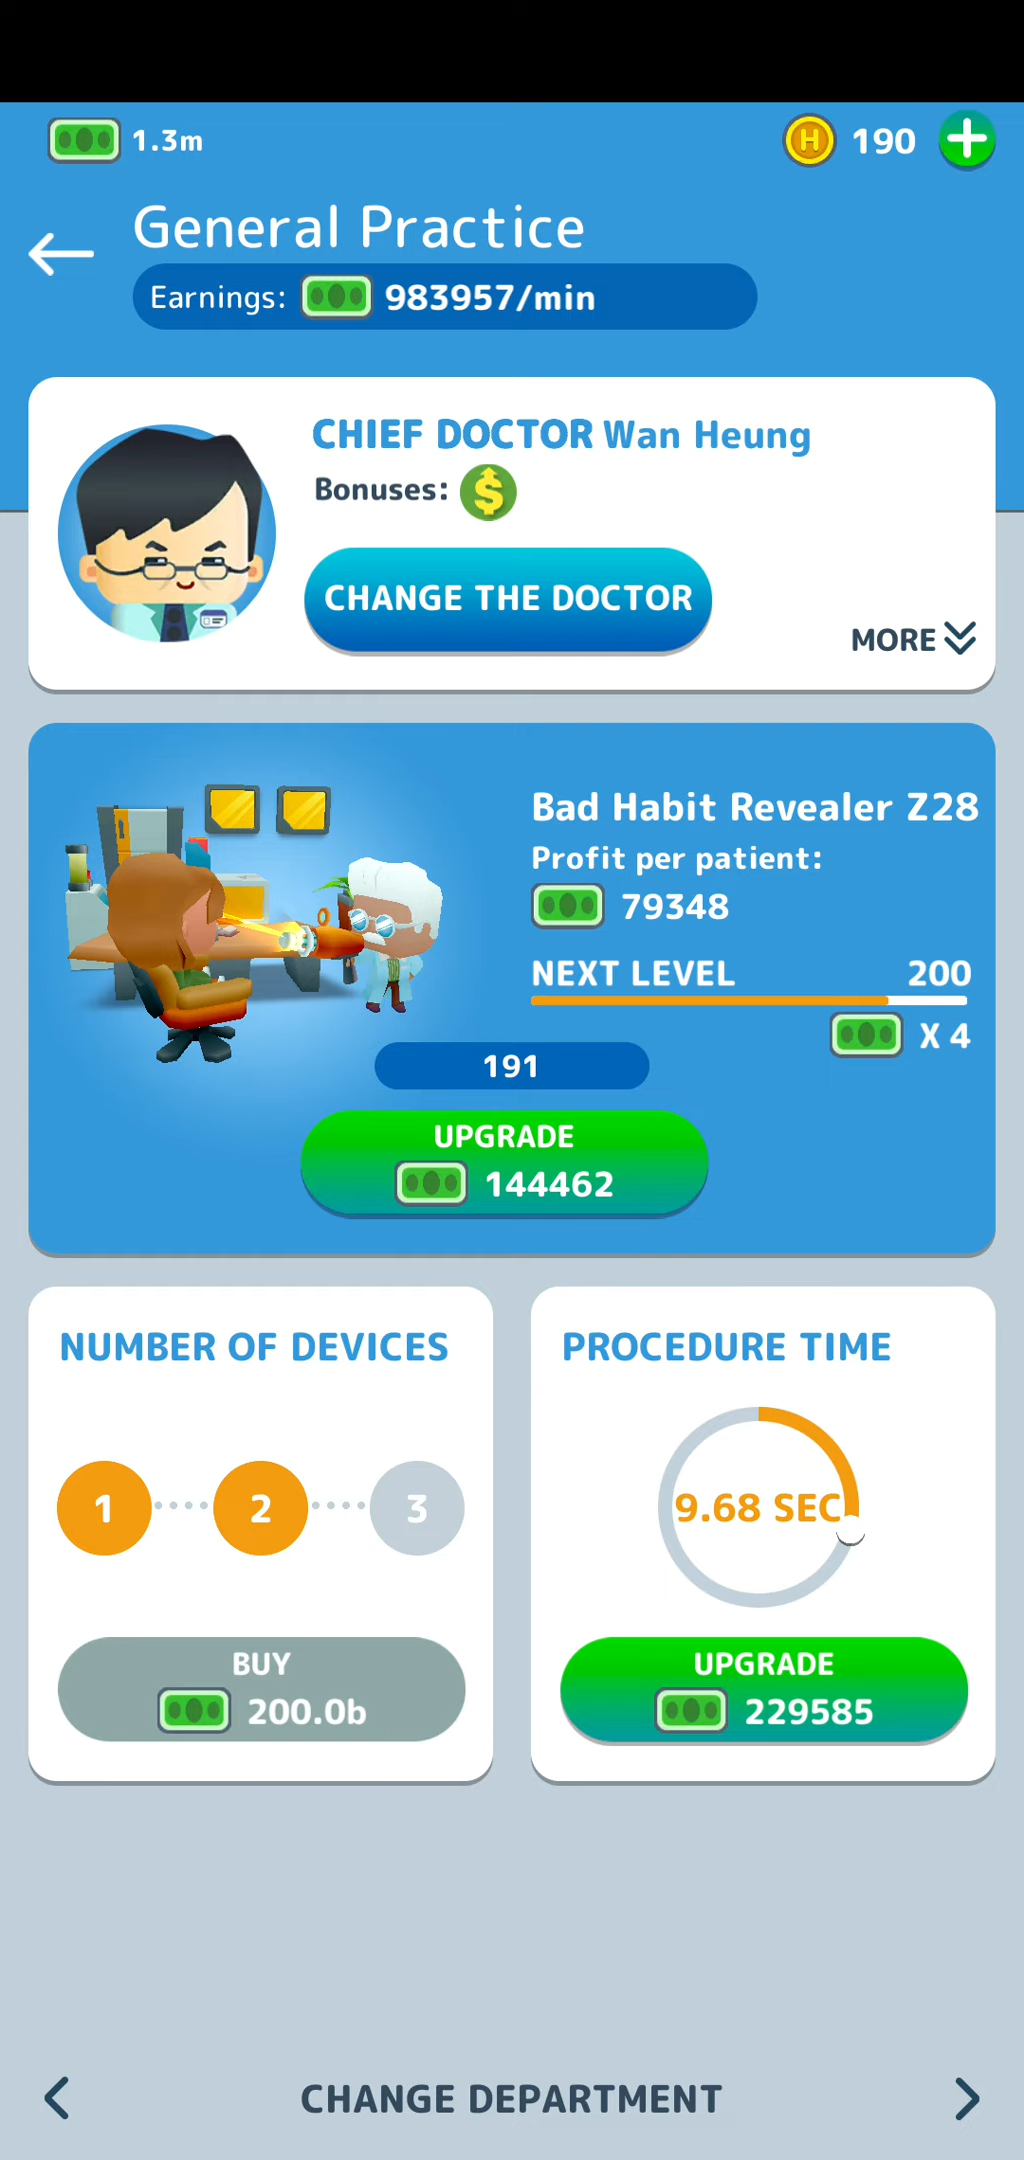 1.3m
H 190
General Practice
Earnings: 983957/min
CHIEF DOCTOR Wan Heung
Bonuses: $
CHANGE THE DOCTOR
MORE
Bad Habit Revealer Z28
Profit per patient:
79348
NEXT LEVEL 200
X 4
191
UPGRADE
144462
NUMBER OF DEVICES
1 2 3
BUY
200.0b
PROCEDURE TIME
9.68 SEC
UPGRADE
229585
CHANGE DEPARTMENT